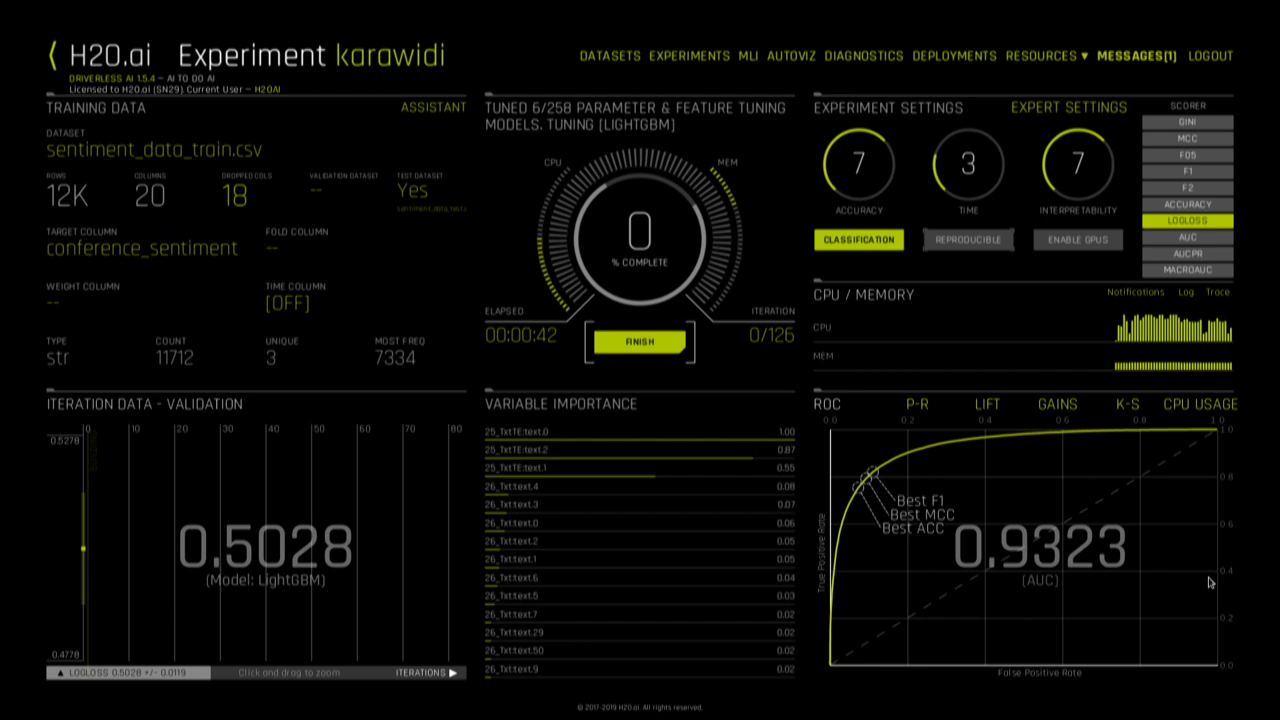 ⟨ H2O.ai Experiment karawidi
DRIVERLESS AI 1.5.4 – AI TO DO AI
Licensed to H2O.ai (SN29). Current User – H2OAI
DATASETS EXPERIMENTS MLI AUTOVIZ DIAGNOSTICS DEPLOYMENTS RESOURCES ▼ MESSAGES[1] LOGOUT
TRAINING DATA ASSISTANT
DATASET
sentiment_data_train.csv
ROWS COLUMNS DROPPED COLS VALIDATION DATASET TEST DATASET
12K 20 18 -- Yes
TARGET COLUMN FOLD COLUMN
conference_sentiment --
WEIGHT COLUMN TIME COLUMN
-- [OFF]
TYPE COUNT UNIQUE MOST FREQ
str 11712 3 7334
TUNED 6/258 PARAMETER & FEATURE TUNING
MODELS. TUNING [LIGHTGBM]
CPU MEM
0
% COMPLETE
ELAPSED ITERATION
00:00:42 0/126
FINISH
EXPERIMENT SETTINGS EXPERT SETTINGS
7 3 7
ACCURACY TIME INTERPRETABILITY
CLASSIFICATION REPRODUCIBLE ENABLE GPUS
SCORER
GINI
MCC
F05
F1
F2
ACCURACY
LOGLOSS
AUC
AUCPR
MACROAUC
CPU / MEMORY Notifications Log Trace
CPU
MEM
ITERATION DATA - VALIDATION
0 10 20 30 40 50 60 70 80
0.5278
0.5028
(Model: LightGBM)
0.4778
▲ LOGLOSS 0.5028 +/- 0.0119 Click and drag to zoom ITERATIONS ▶
VARIABLE IMPORTANCE
25_TxtTE:text.0 1.00
25_TxtTE:text.2 0.87
25_TxtTE:text.1 0.55
26_Txt:text.4 0.08
26_Txt:text.3 0.07
26_Txt:text.0 0.06
26_Txt:text.2 0.05
26_Txt:text.1 0.05
26_Txt:text.6 0.04
26_Txt:text.5 0.03
26_Txt:text.7 0.02
26_Txt:text.29 0.02
26_Txt:text.50 0.02
26_Txt:text.9 0.02
ROC P-R LIFT GAINS K-S CPU USAGE
0.0 0.2 0.4 0.6 0.8 1.0
1.0
0.8
0.6
0.4
0.2
0.0
Best F1
Best MCC
Best ACC
0.9323
(AUC)
True Positive Rate
False Positive Rate
© 2017-2019 H2O.ai. All rights reserved.